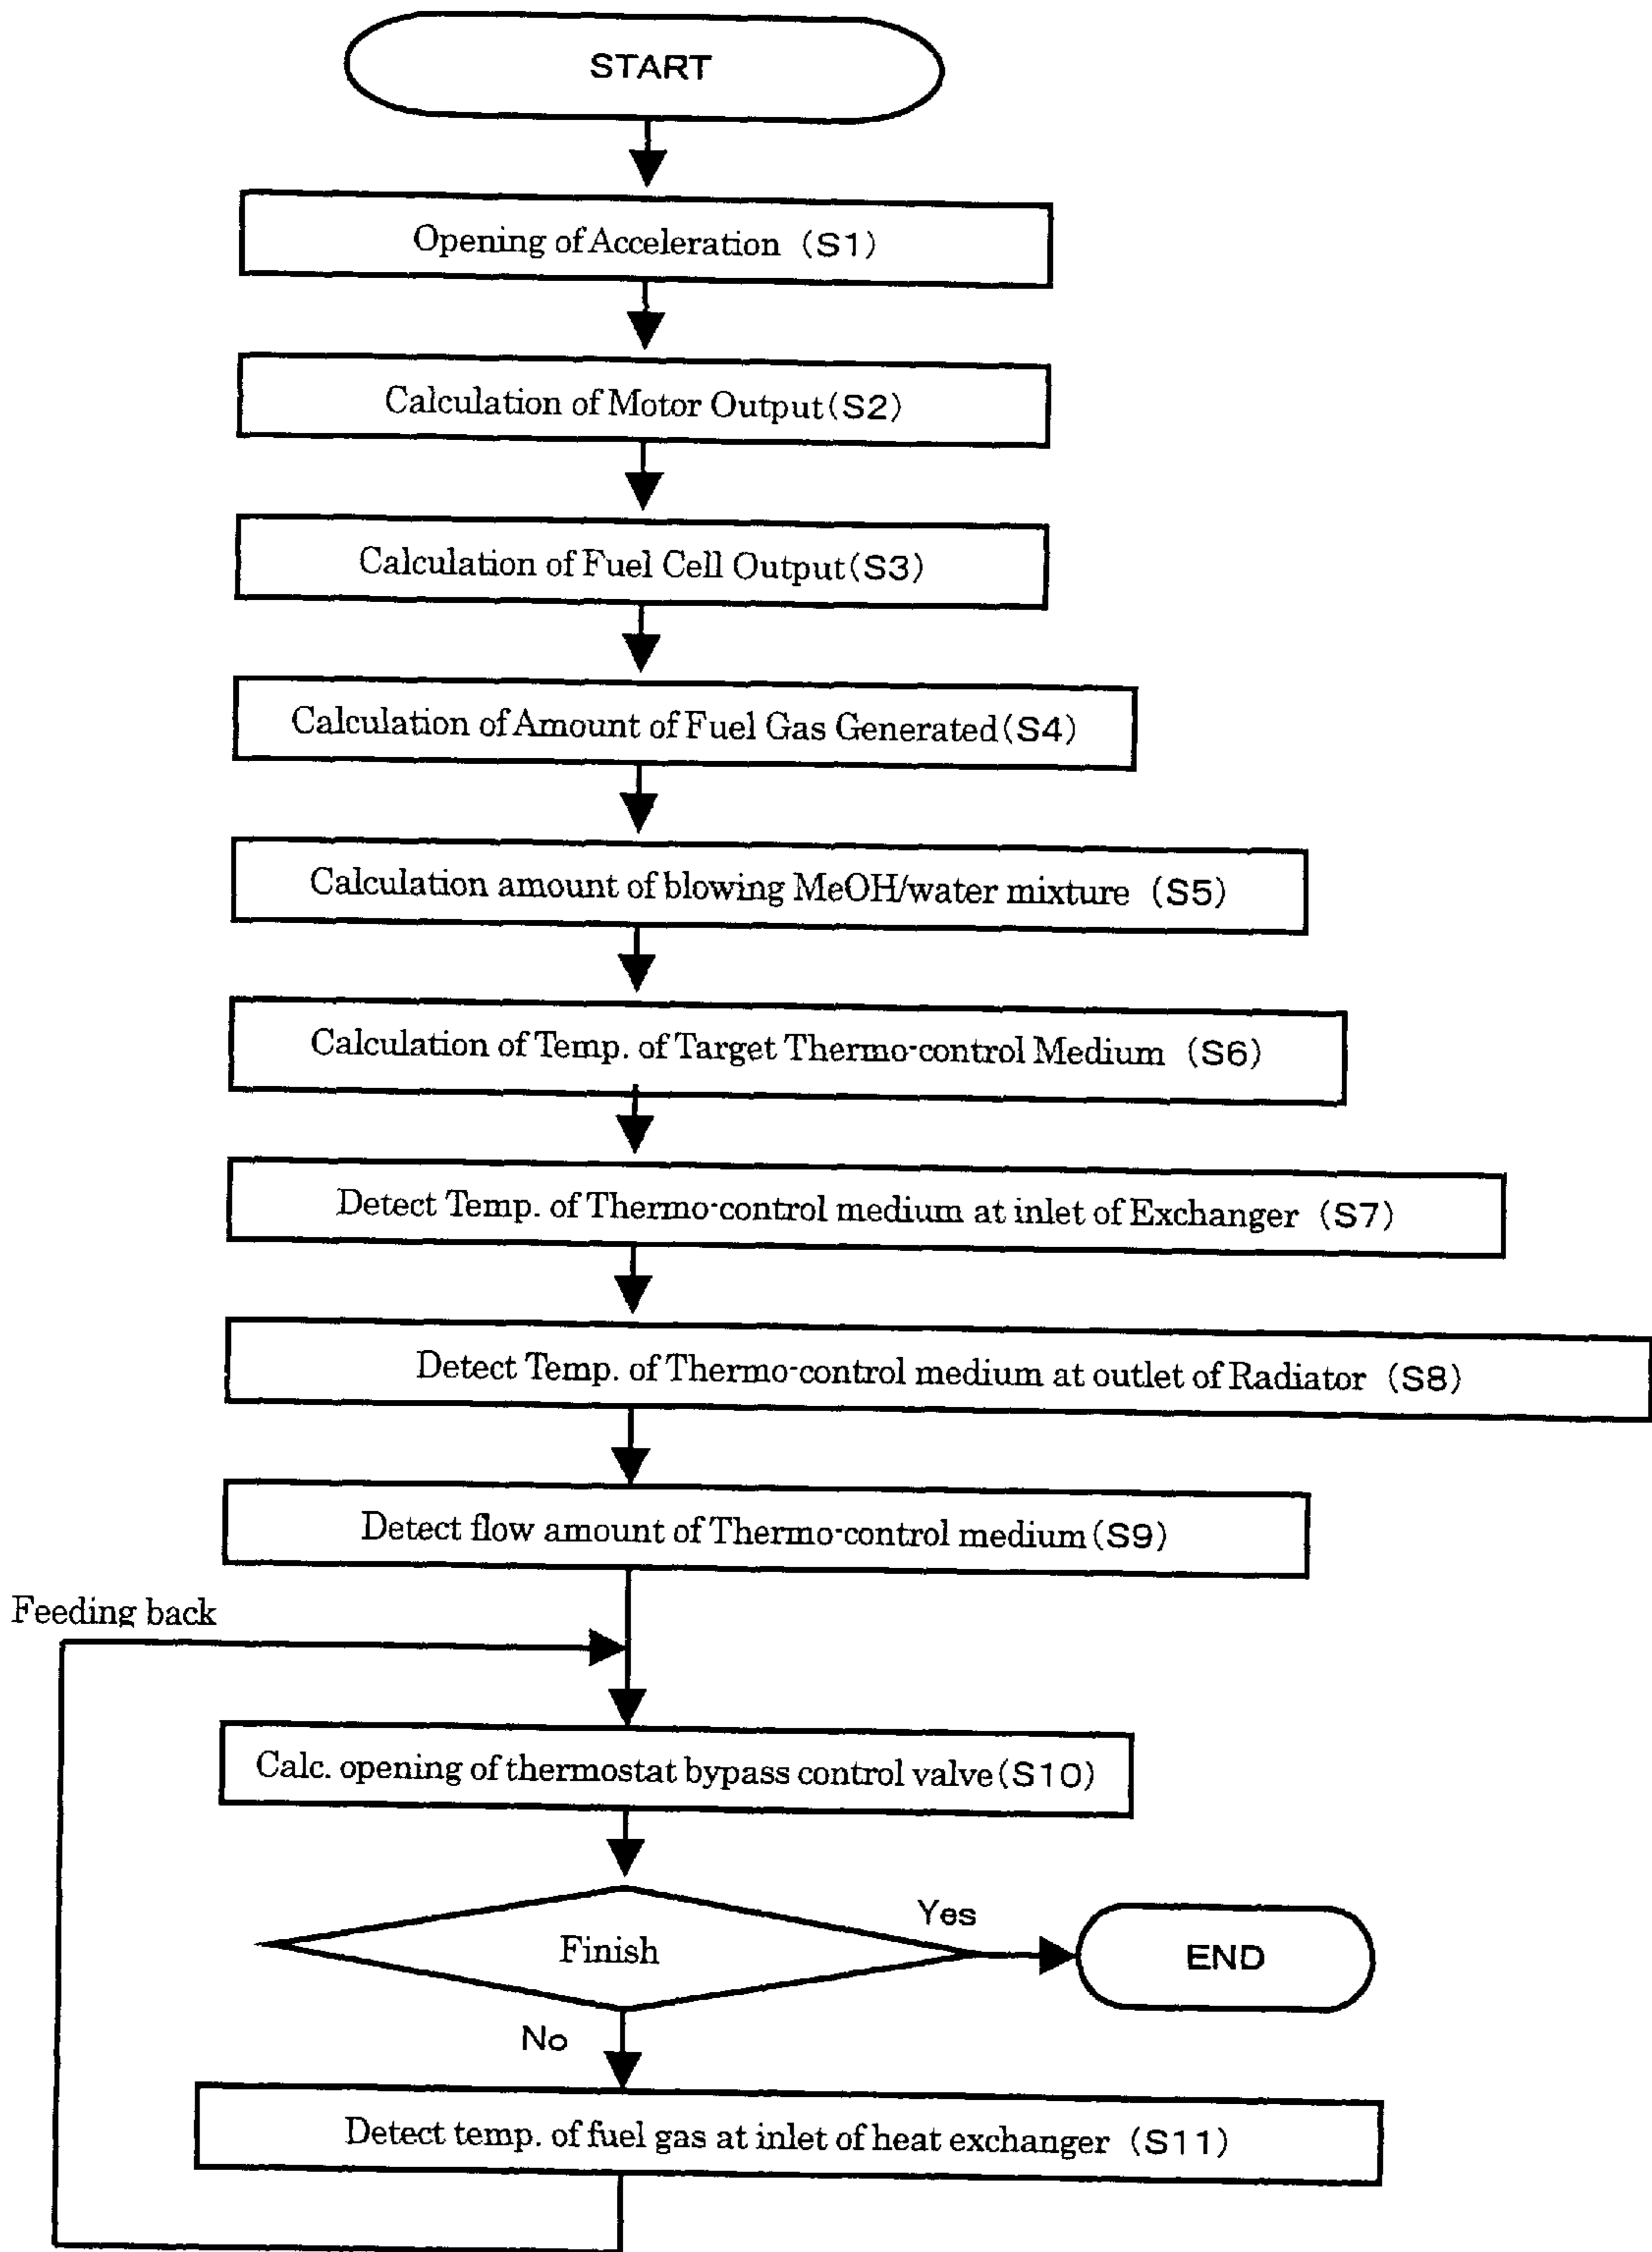 START
Opening of Acceleration (S1)
Calculation of Motor Output(S2)
Calculation of Fuel Cell Output(S3)
Calculation of Amount of Fuel Gas Generated(S4)
Calculation amount of blowing MeOH/water mixture (S5)
Calculation of Temp. of Target Thermo-control Medium (S6)
Detect Temp. of Thermo-control medium at inlet of Exchanger (S7)
Detect Temp. of Thermo-control medium at outlet of Radiator (S8)
Detect flow amount of Thermo-control medium(S9)
Feeding back
Calc. opening of thermostat bypass control valve(S10)
Finish
Yes
END
No
Detect temp. of fuel gas at inlet of heat exchanger (S11)